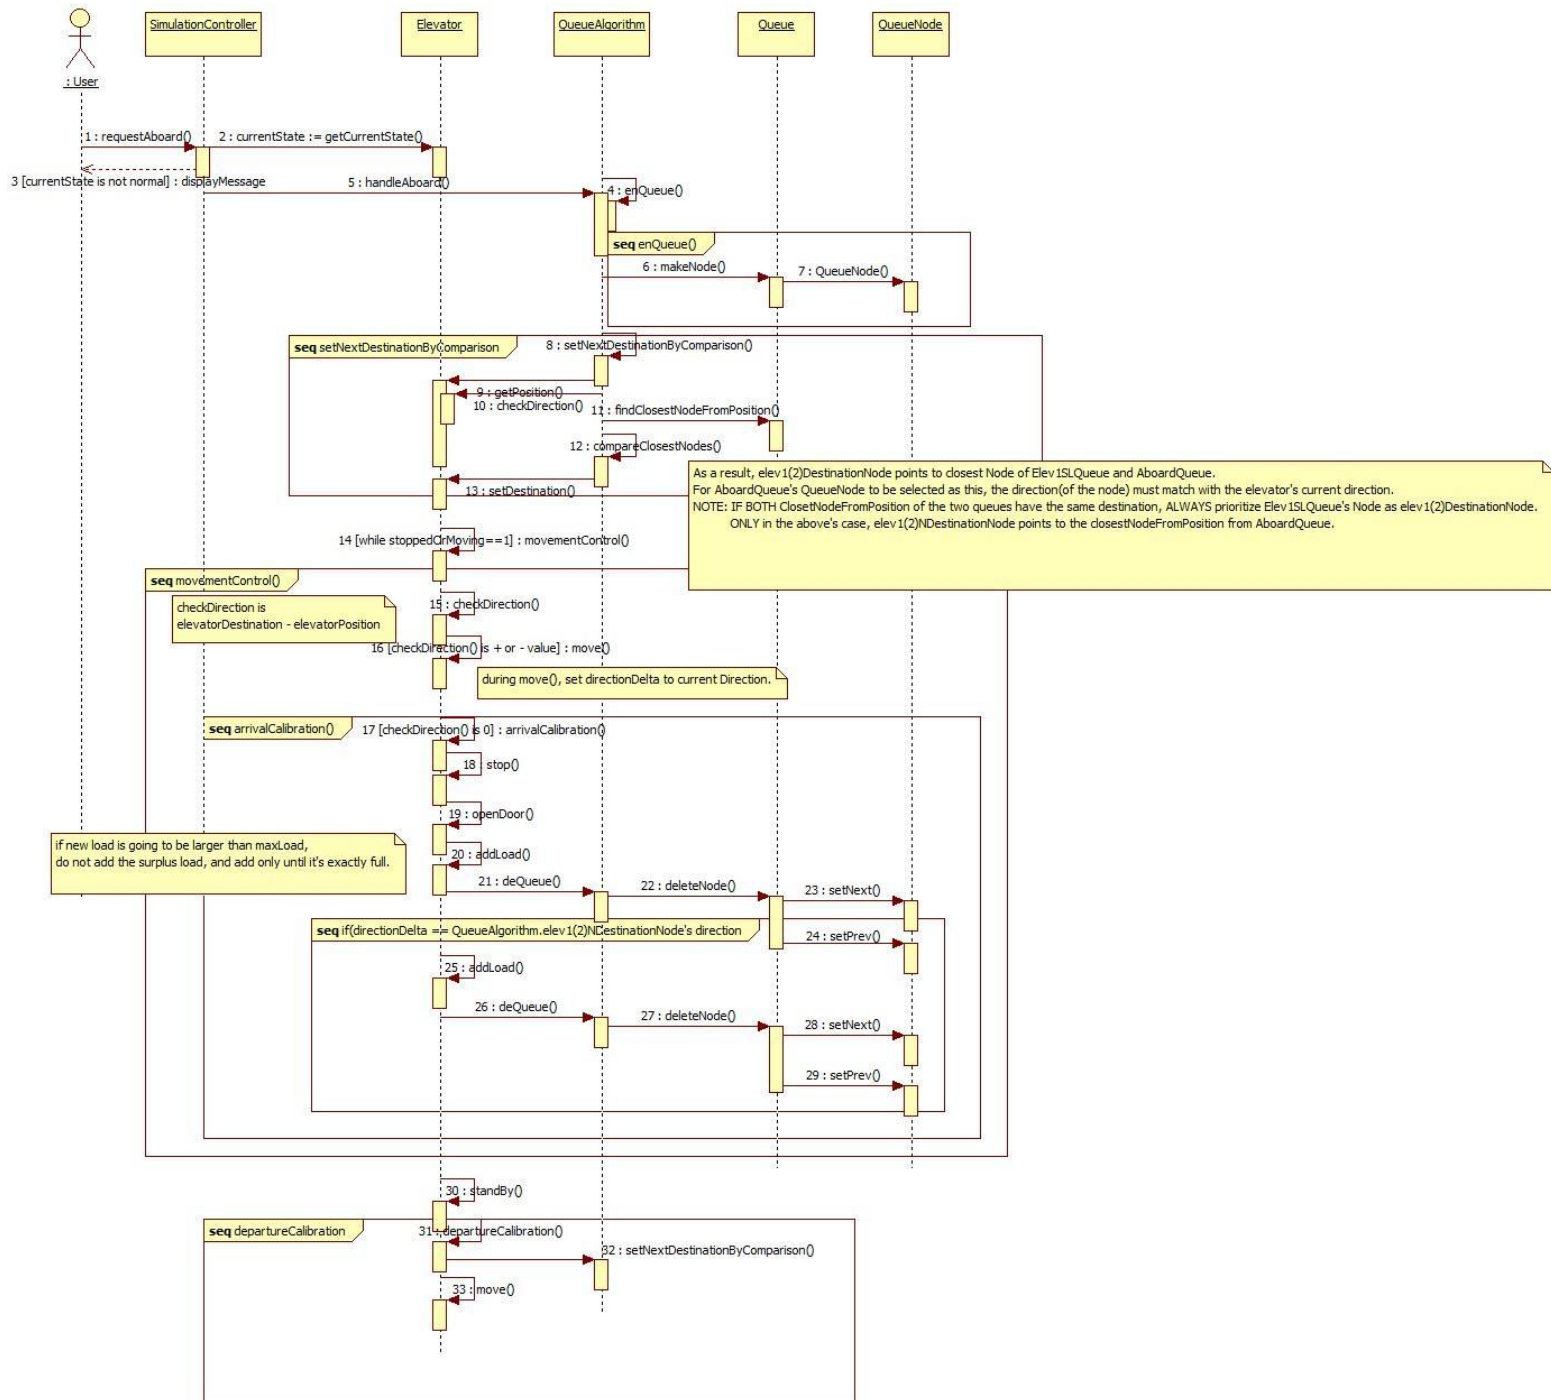 SimulationController
Elevator
QueueAlgorithm
Queue
QueueNode
: User
1 : requestAboard()
2 : currentState := getCurrentState()
3 [currentState is not normal] : displayMessage
5 : handleAboard()
4 : enQueue()
seq enQueue()
6 : makeNode()
7 : QueueNode()
seq setNextDestinationByComparison
8 : setNextDestinationByComparison()
9 : getPosition()
10 : checkDirection()
11 : findClosestNodeFromPosition()
12 : compareClosestNodes()
13 : setDestination()
As a result, elev1(2)DestinationNode points to closest Node of Elev1SLQueue and AboardQueue.
For AboardQueue's QueueNode to be selected as this, the direction(of the node) must match with the elevator's current direction.
NOTE: IF BOTH ClosetNodeFromPosition of the two queues have the same destination, ALWAYS prioritize Elev1SLQueue's Node as elev1(2)DestinationNode.
ONLY in the above's case, elev1(2)NDestinationNode points to the closestNodeFromPosition from AboardQueue.
14 [while stoppedOrMoving==1] : movementControl()
seq movementControl()
checkDirection is
elevatorDestination - elevatorPosition
15 : checkDirection()
16 [checkDirection() is + or - value] : move()
during move(), set directionDelta to current Direction.
seq arrivalCalibration()
17 [checkDirection() is 0] : arrivalCalibration()
18 : stop()
19 : openDoor()
if new load is going to be larger than maxLoad,
do not add the surplus load, and add only until it's exactly full.
20 : addLoad()
21 : deQueue()
22 : deleteNode()
23 : setNext()
seq if(directionDelta == QueueAlgorithm.elev1(2)NDestinationNode's direction
24 : setPrev()
25 : addLoad()
26 : deQueue()
27 : deleteNode()
28 : setNext()
29 : setPrev()
30 : standBy()
seq departureCalibration
31 : departureCalibration()
32 : setNextDestinationByComparison()
33 : move()